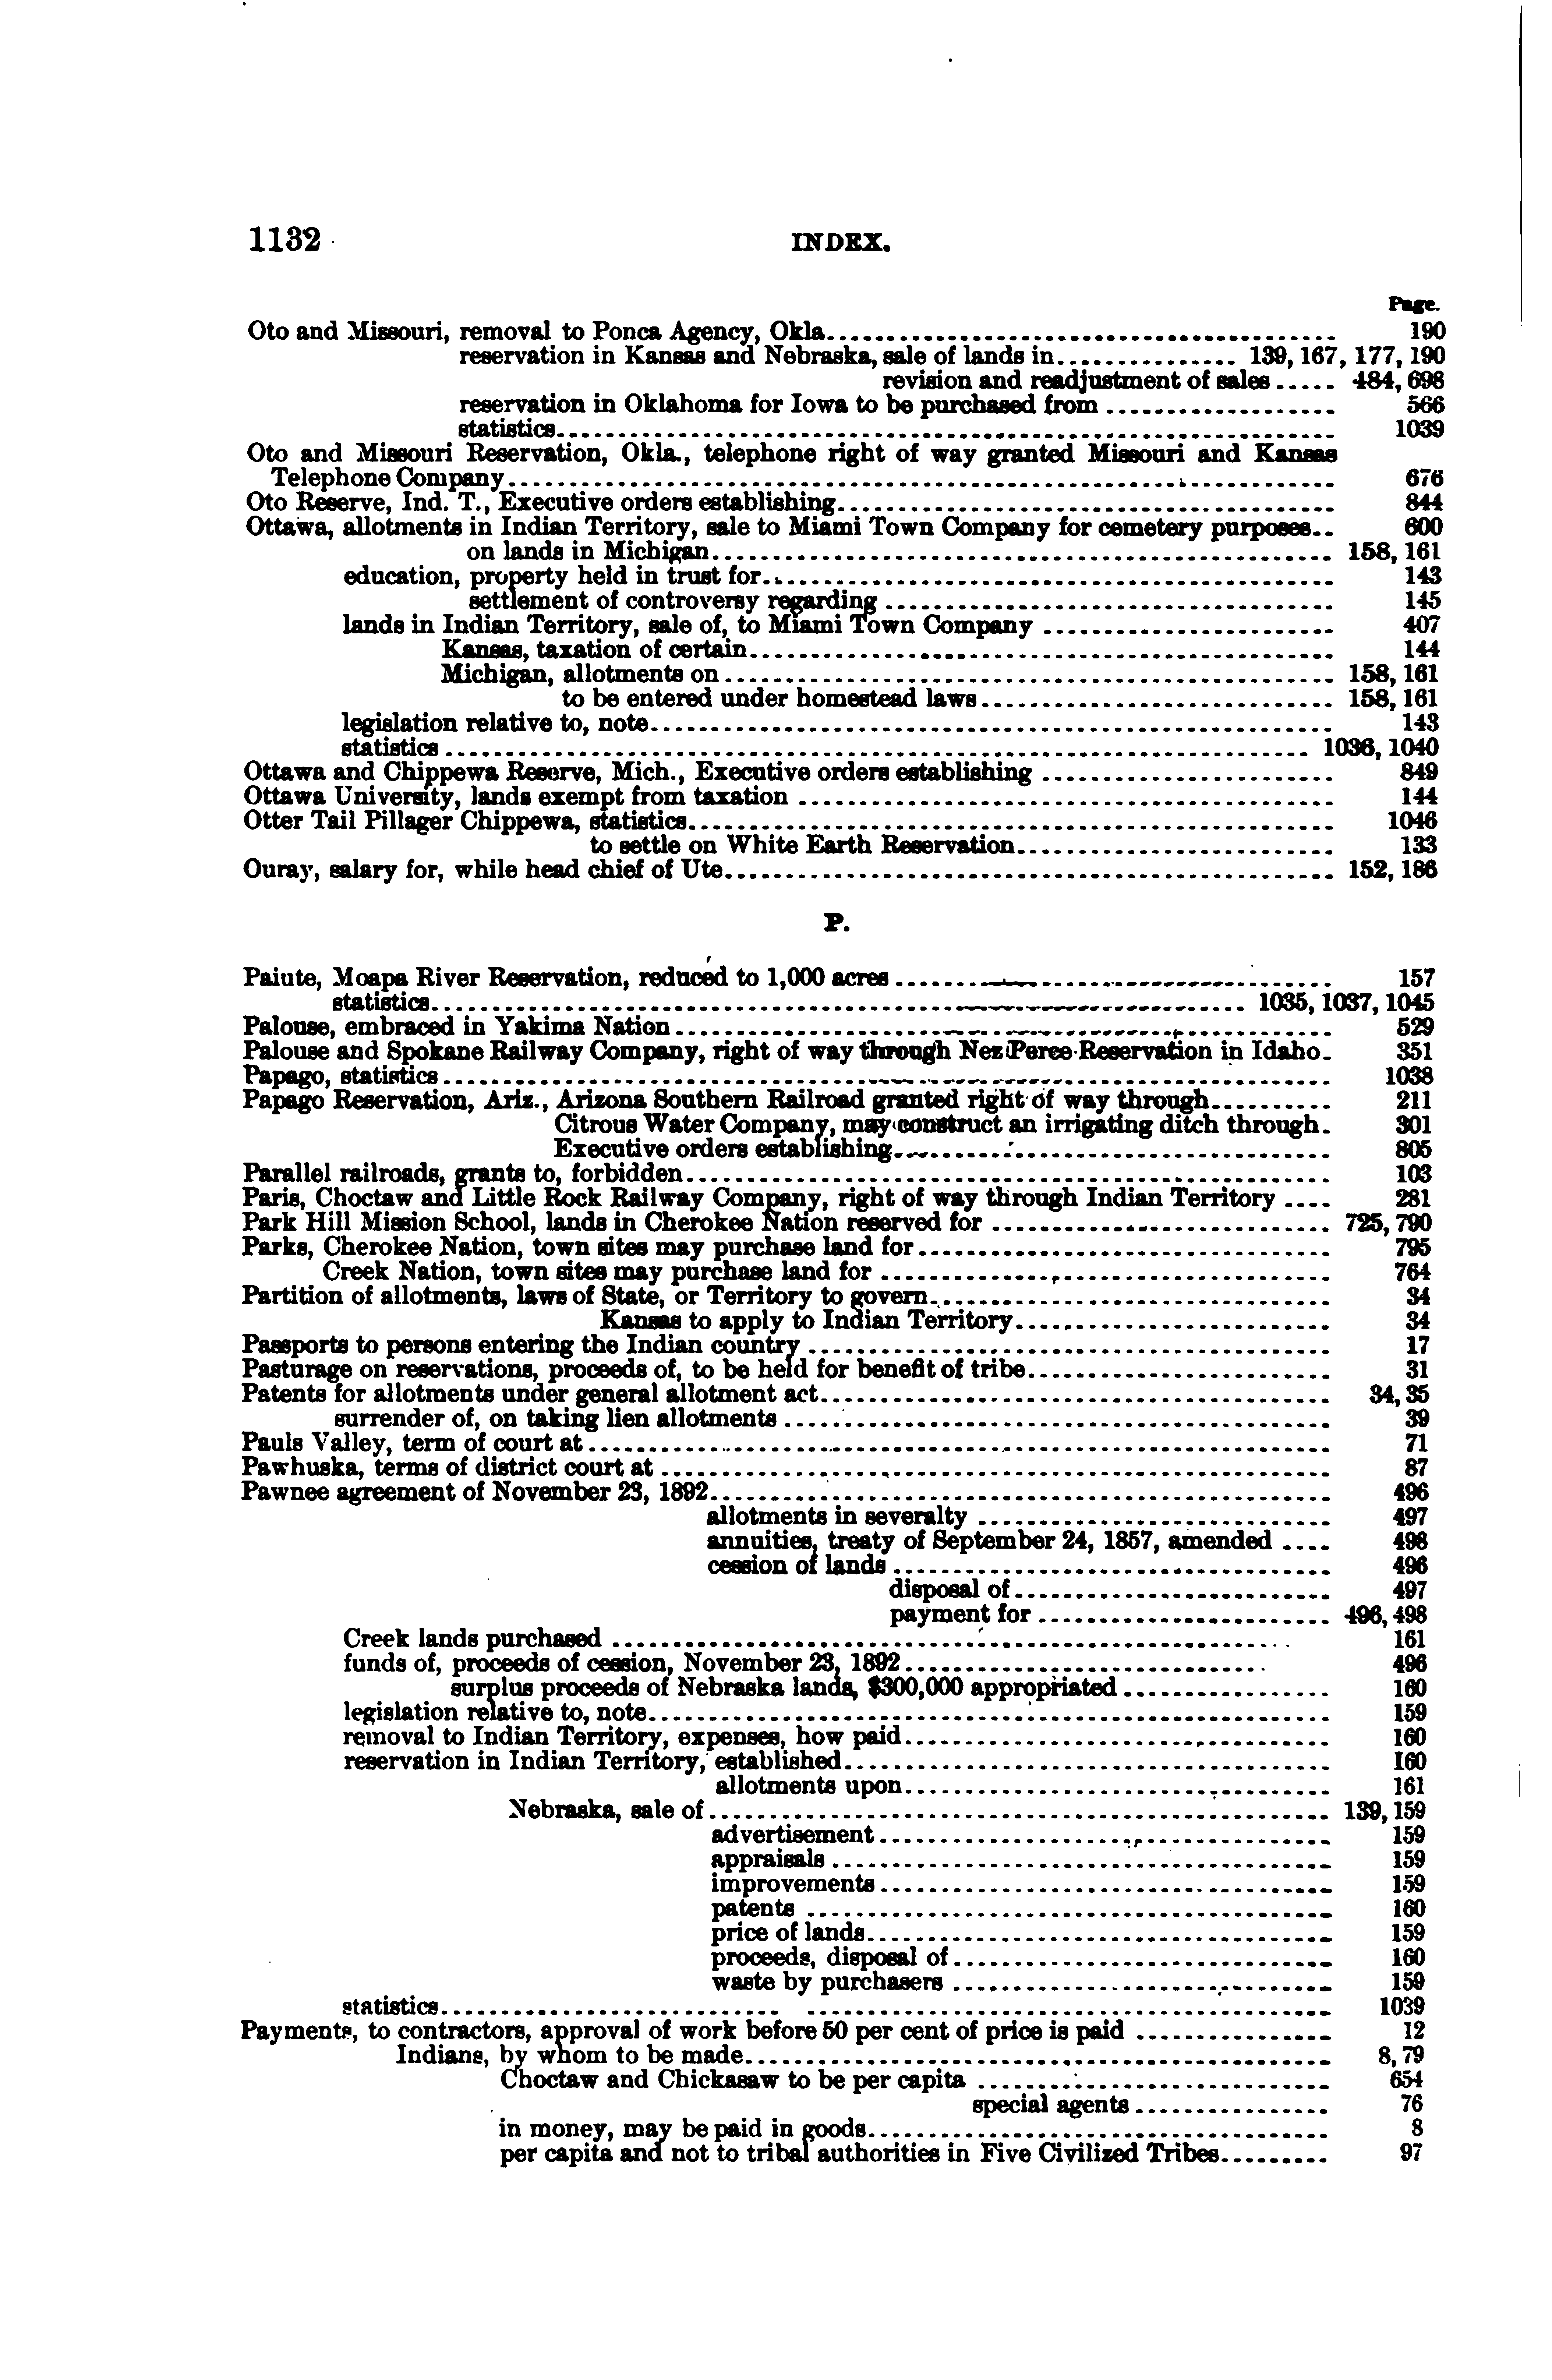 1132
INDEX.
Page.
Oto and Missouri, removal to Ponca Agency, Okla. 190
reservation in Kansas and Nebraska, sale of lands in 139, 167, 177, 190
revision and readjustment of sales 484, 698
reservation in Oklahoma for Iowa to be purchased from 566
statistics 1039
Oto and Missouri Reservation, Okla., telephone right of way granted Missouri and Kansas
Telephone Company 676
Oto Reserve, Ind. T., Executive orders establishing 844
Ottawa, allotments in Indian Territory, sale to Miami Town Company for cemetery purposes 600
on lands in Michigan 158, 161
education, property held in trust for 143
settlement of controversy regarding 145
lands in Indian Territory, sale of, to Miami Town Company 407
Kansas, taxation of certain 144
Michigan, allotments on 158, 161
to be entered under homestead laws 158, 161
legislation relative to, note 143
statistics 1036, 1040
Ottawa and Chippewa Reserve, Mich., Executive orders establishing 849
Ottawa University, lands exempt from taxation 144
Otter Tail Pillager Chippewa, statistics 1046
to settle on White Earth Reservation 133
Ouray, salary for, while head chief of Ute 152, 186
P.
Paiute, Moapa River Reservation, reduced to 1,000 acres 157
statistics 1035, 1037, 1045
Palouse, embraced in Yakima Nation 529
Palouse and Spokane Railway Company, right of way through Nez Perce Reservation in Idaho 351
Papago, statistics 1038
Papago Reservation, Ariz., Arizona Southern Railroad granted right of way through 211
Citrous Water Company, may construct an irrigating ditch through 301
Executive orders establishing 805
Parallel railroads, grants to, forbidden 103
Paris, Choctaw and Little Rock Railway Company, right of way through Indian Territory 281
Park Hill Mission School, lands in Cherokee Nation reserved for 725, 790
Parks, Cherokee Nation, town sites may purchase land for 795
Creek Nation, town sites may purchase land for 764
Partition of allotments, laws of State, or Territory to govern 34
Kansas to apply to Indian Territory 34
Passports to persons entering the Indian country 17
Pasturage on reservations, proceeds of, to be held for benefit of tribe 31
Patents for allotments under general allotment act 34, 35
surrender of, on taking lien allotments 39
Pauls Valley, term of court at 71
Pawhuska, terms of district court at 87
Pawnee agreement of November 23, 1892 496
allotments in severalty 497
annuities, treaty of September 24, 1857, amended 498
cession of lands 496
disposal of 497
payment for 496, 498
Creek lands purchased 161
funds of, proceeds of cession, November 23, 1892 496
surplus proceeds of Nebraska lands, $300,000 appropriated 160
legislation relative to, note 159
removal to Indian Territory, expenses, how paid 160
reservation in Indian Territory, established 160
allotments upon 161
Nebraska, sale of 139, 159
advertisement 159
appraisals 159
improvements 159
patents 160
price of lands 159
proceeds, disposal of 160
waste by purchasers 159
statistics 1039
Payments, to contractors, approval of work before 50 per cent of price is paid 12
Indians, by whom to be made 8, 79
Choctaw and Chickasaw to be per capita 654
special agents 76
in money, may be paid in goods 8
per capita and not to tribal authorities in Five Civilized Tribes 97